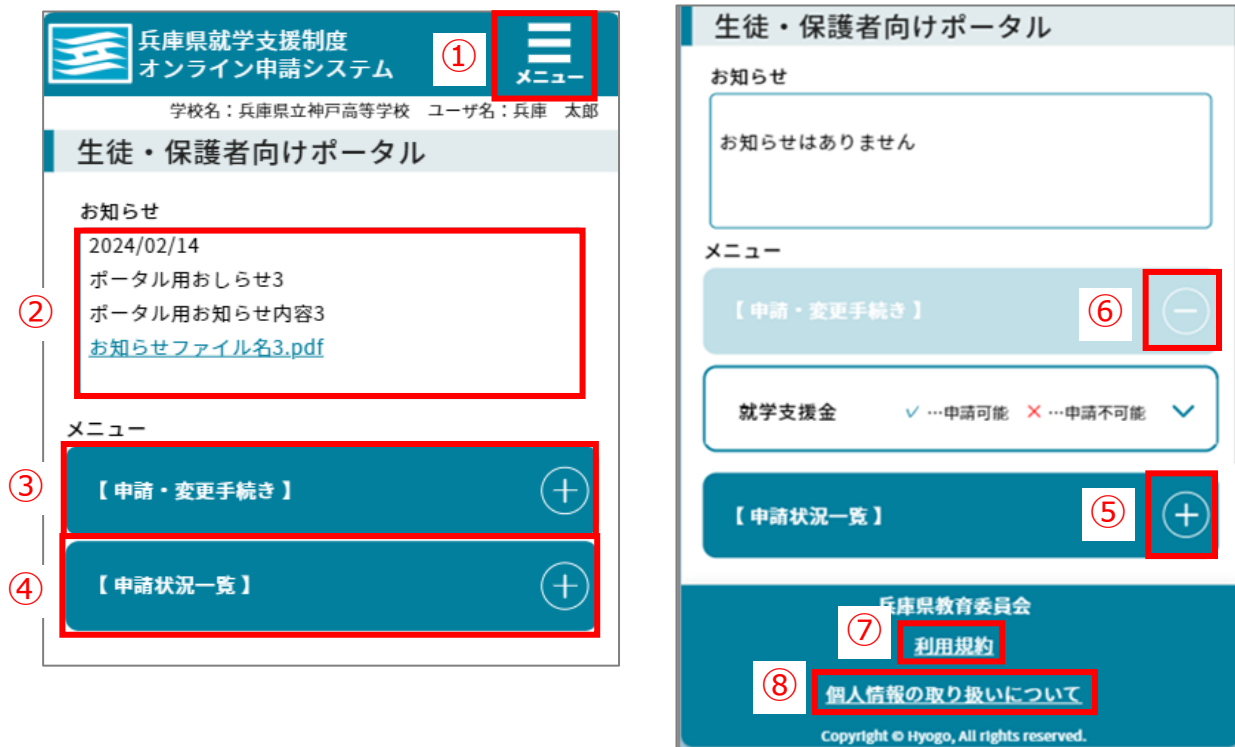 兵庫県就学支援制度
オンライン申請システム
①
メニュー
学校名：兵庫県立神戸高等学校　ユーザ名：兵庫　太郎
生徒・保護者向けポータル
お知らせ
②
2024/02/14
ポータル用おしらせ3
ポータル用お知らせ内容3
お知らせファイル名3.pdf
メニュー
③
【 申請・変更手続き 】
④
【 申請状況一覧 】
生徒・保護者向けポータル
お知らせ
お知らせはありません
メニュー
【 申請・変更手続き 】
⑥
就学支援金　✓ …申請可能　✕ …申請不可能
【 申請状況一覧 】
⑤
兵庫県教育委員会
⑦
利用規約
⑧
個人情報の取り扱いについて
Copyright © Hyogo, All rights reserved.